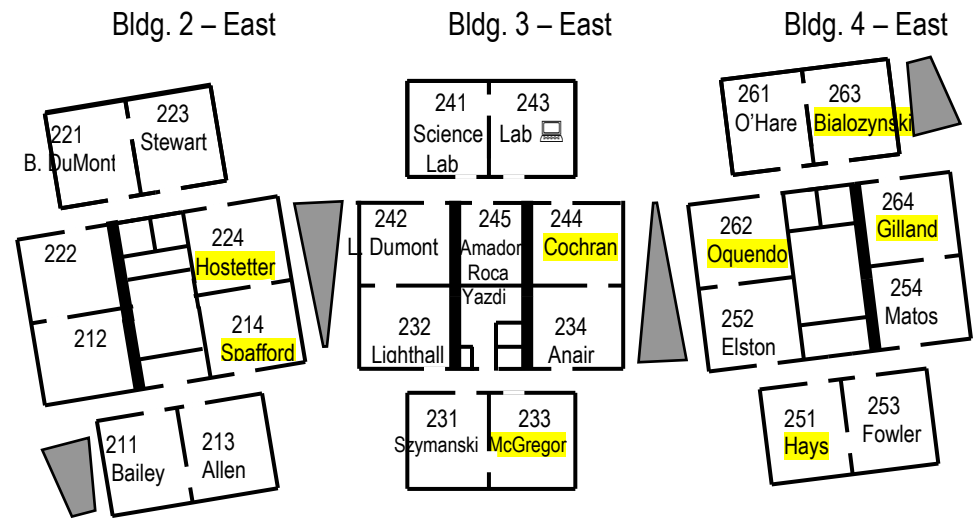 Bldg. 2 – East
221
B. DuMont
223
Stewart
222
224
Hostetter
212
214
Spafford
211
Bailey
213
Allen
Bldg. 3 – East
241
Science
Lab
243
Lab
242
L. Dumont
245
Amador
Roca
Yazdi
244
Cochran
232
Lighthall
234
Anair
231
Szymanski
233
McGregor
Bldg. 4 – East
261
O'Hare
263
Bialozynski
262
Oquendo
264
Gilland
252
Elston
254
Matos
251
Hays
253
Fowler